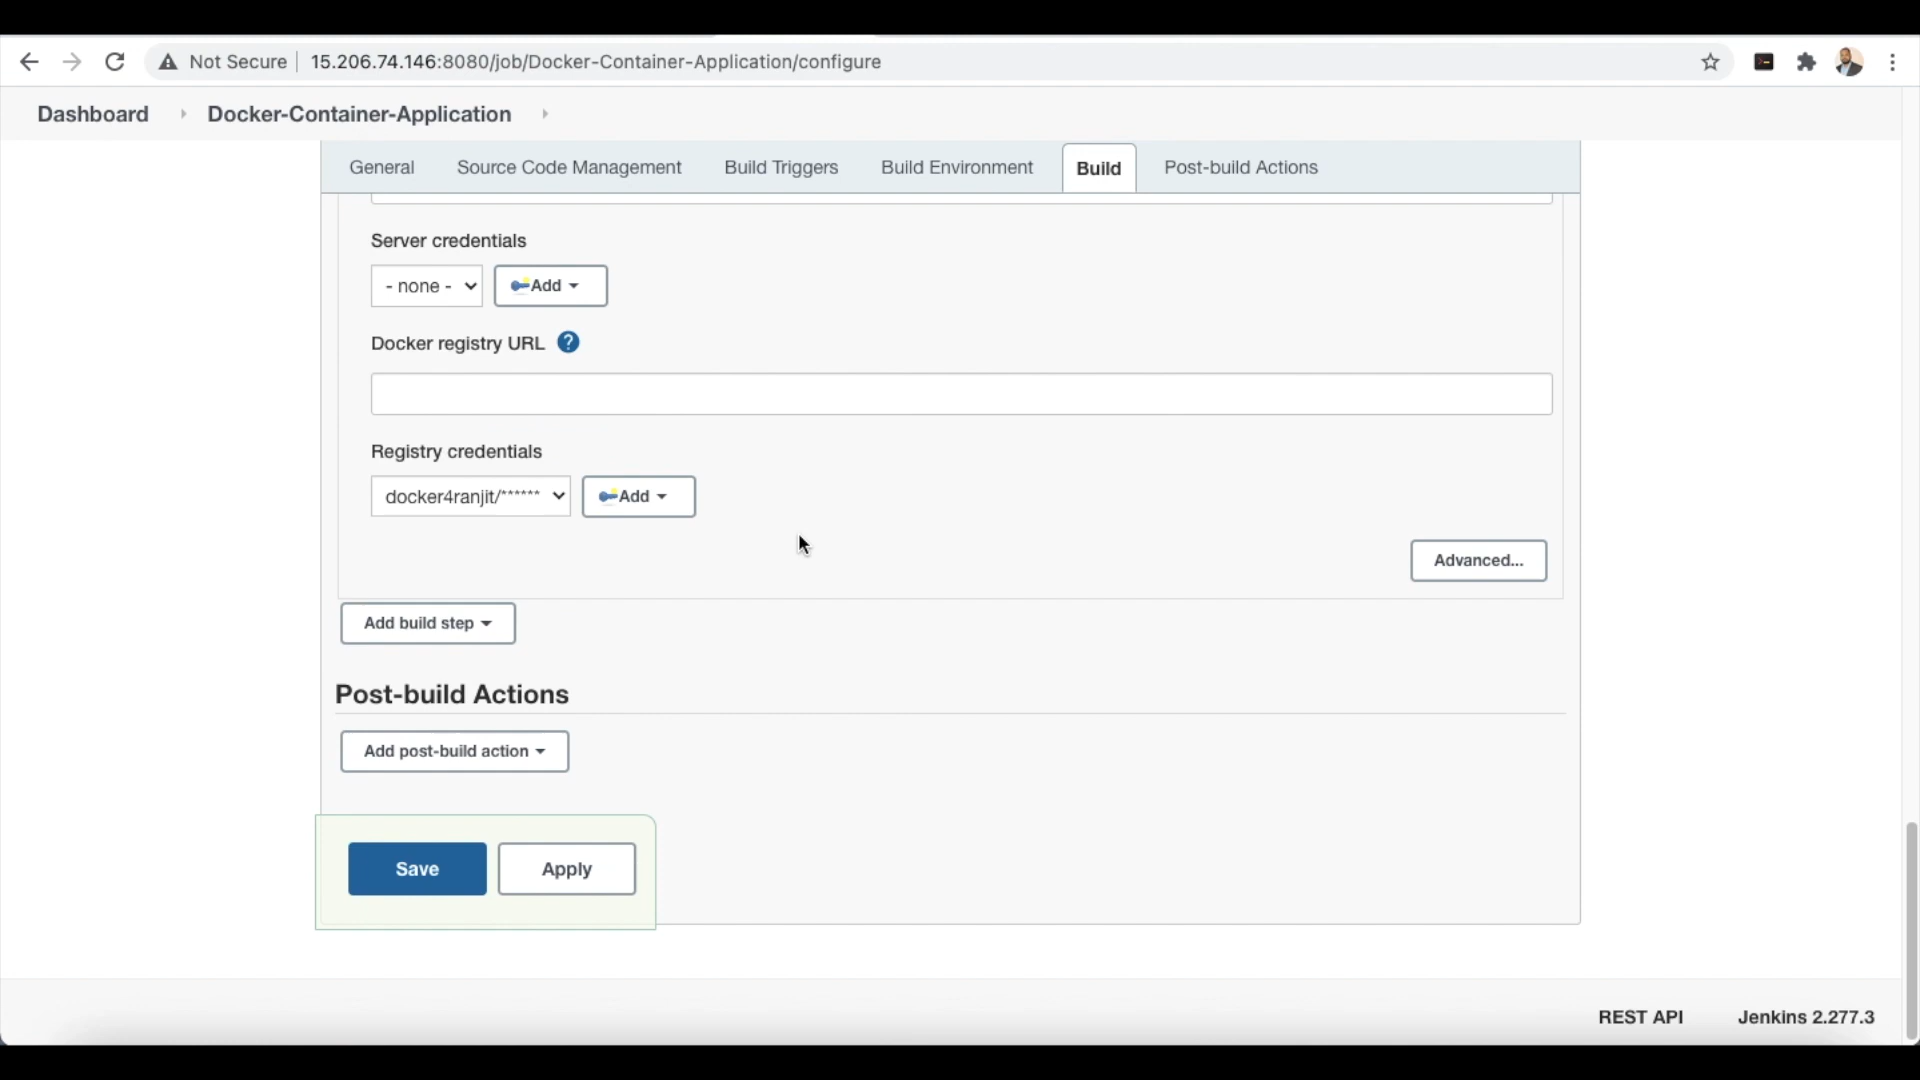 Not Secure
15.206.74.146:8080/job/Docker-Container-Application/configure
Dashboard
Docker-Container-Application
General
Source Code Management
Build Triggers
Build Environment
Build
Post-build Actions
Server credentials
- none -
Add
Docker registry URL
?
Registry credentials
docker4ranjit/******
Add
Advanced...
Add build step
Post-build Actions
Add post-build action
Save
Apply
REST API
Jenkins 2.277.3